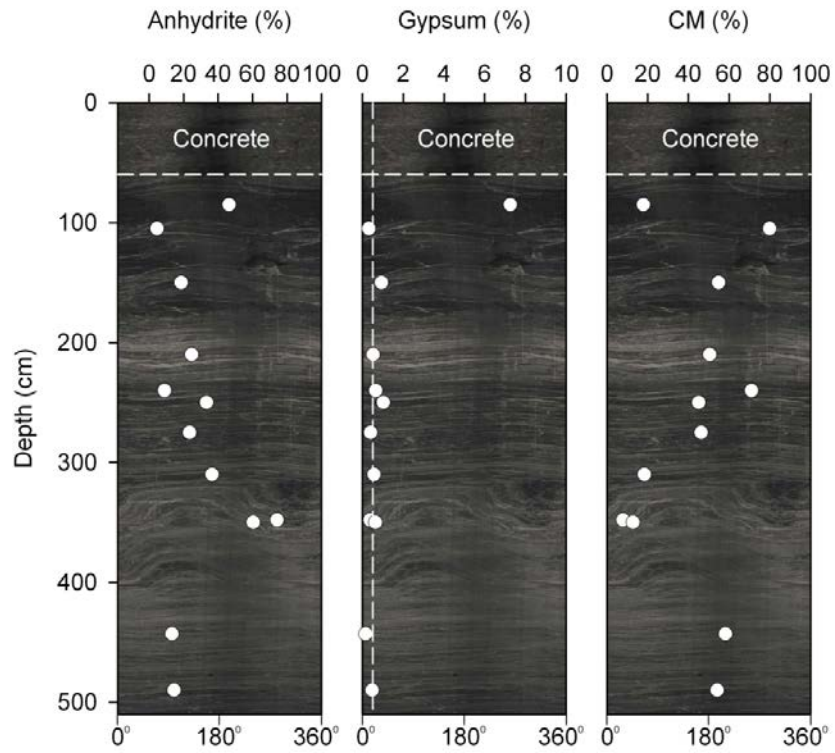 Anhydrite (%)
Gypsum (%)
CM (%)
0 20 40 60 80 100
0 2 4 6 8 10
0 20 40 60 80 100
0
100
200
300
400
500
Depth (cm)
Concrete
Concrete
Concrete
0° 180° 360°
0° 180° 360°
0° 180° 360°